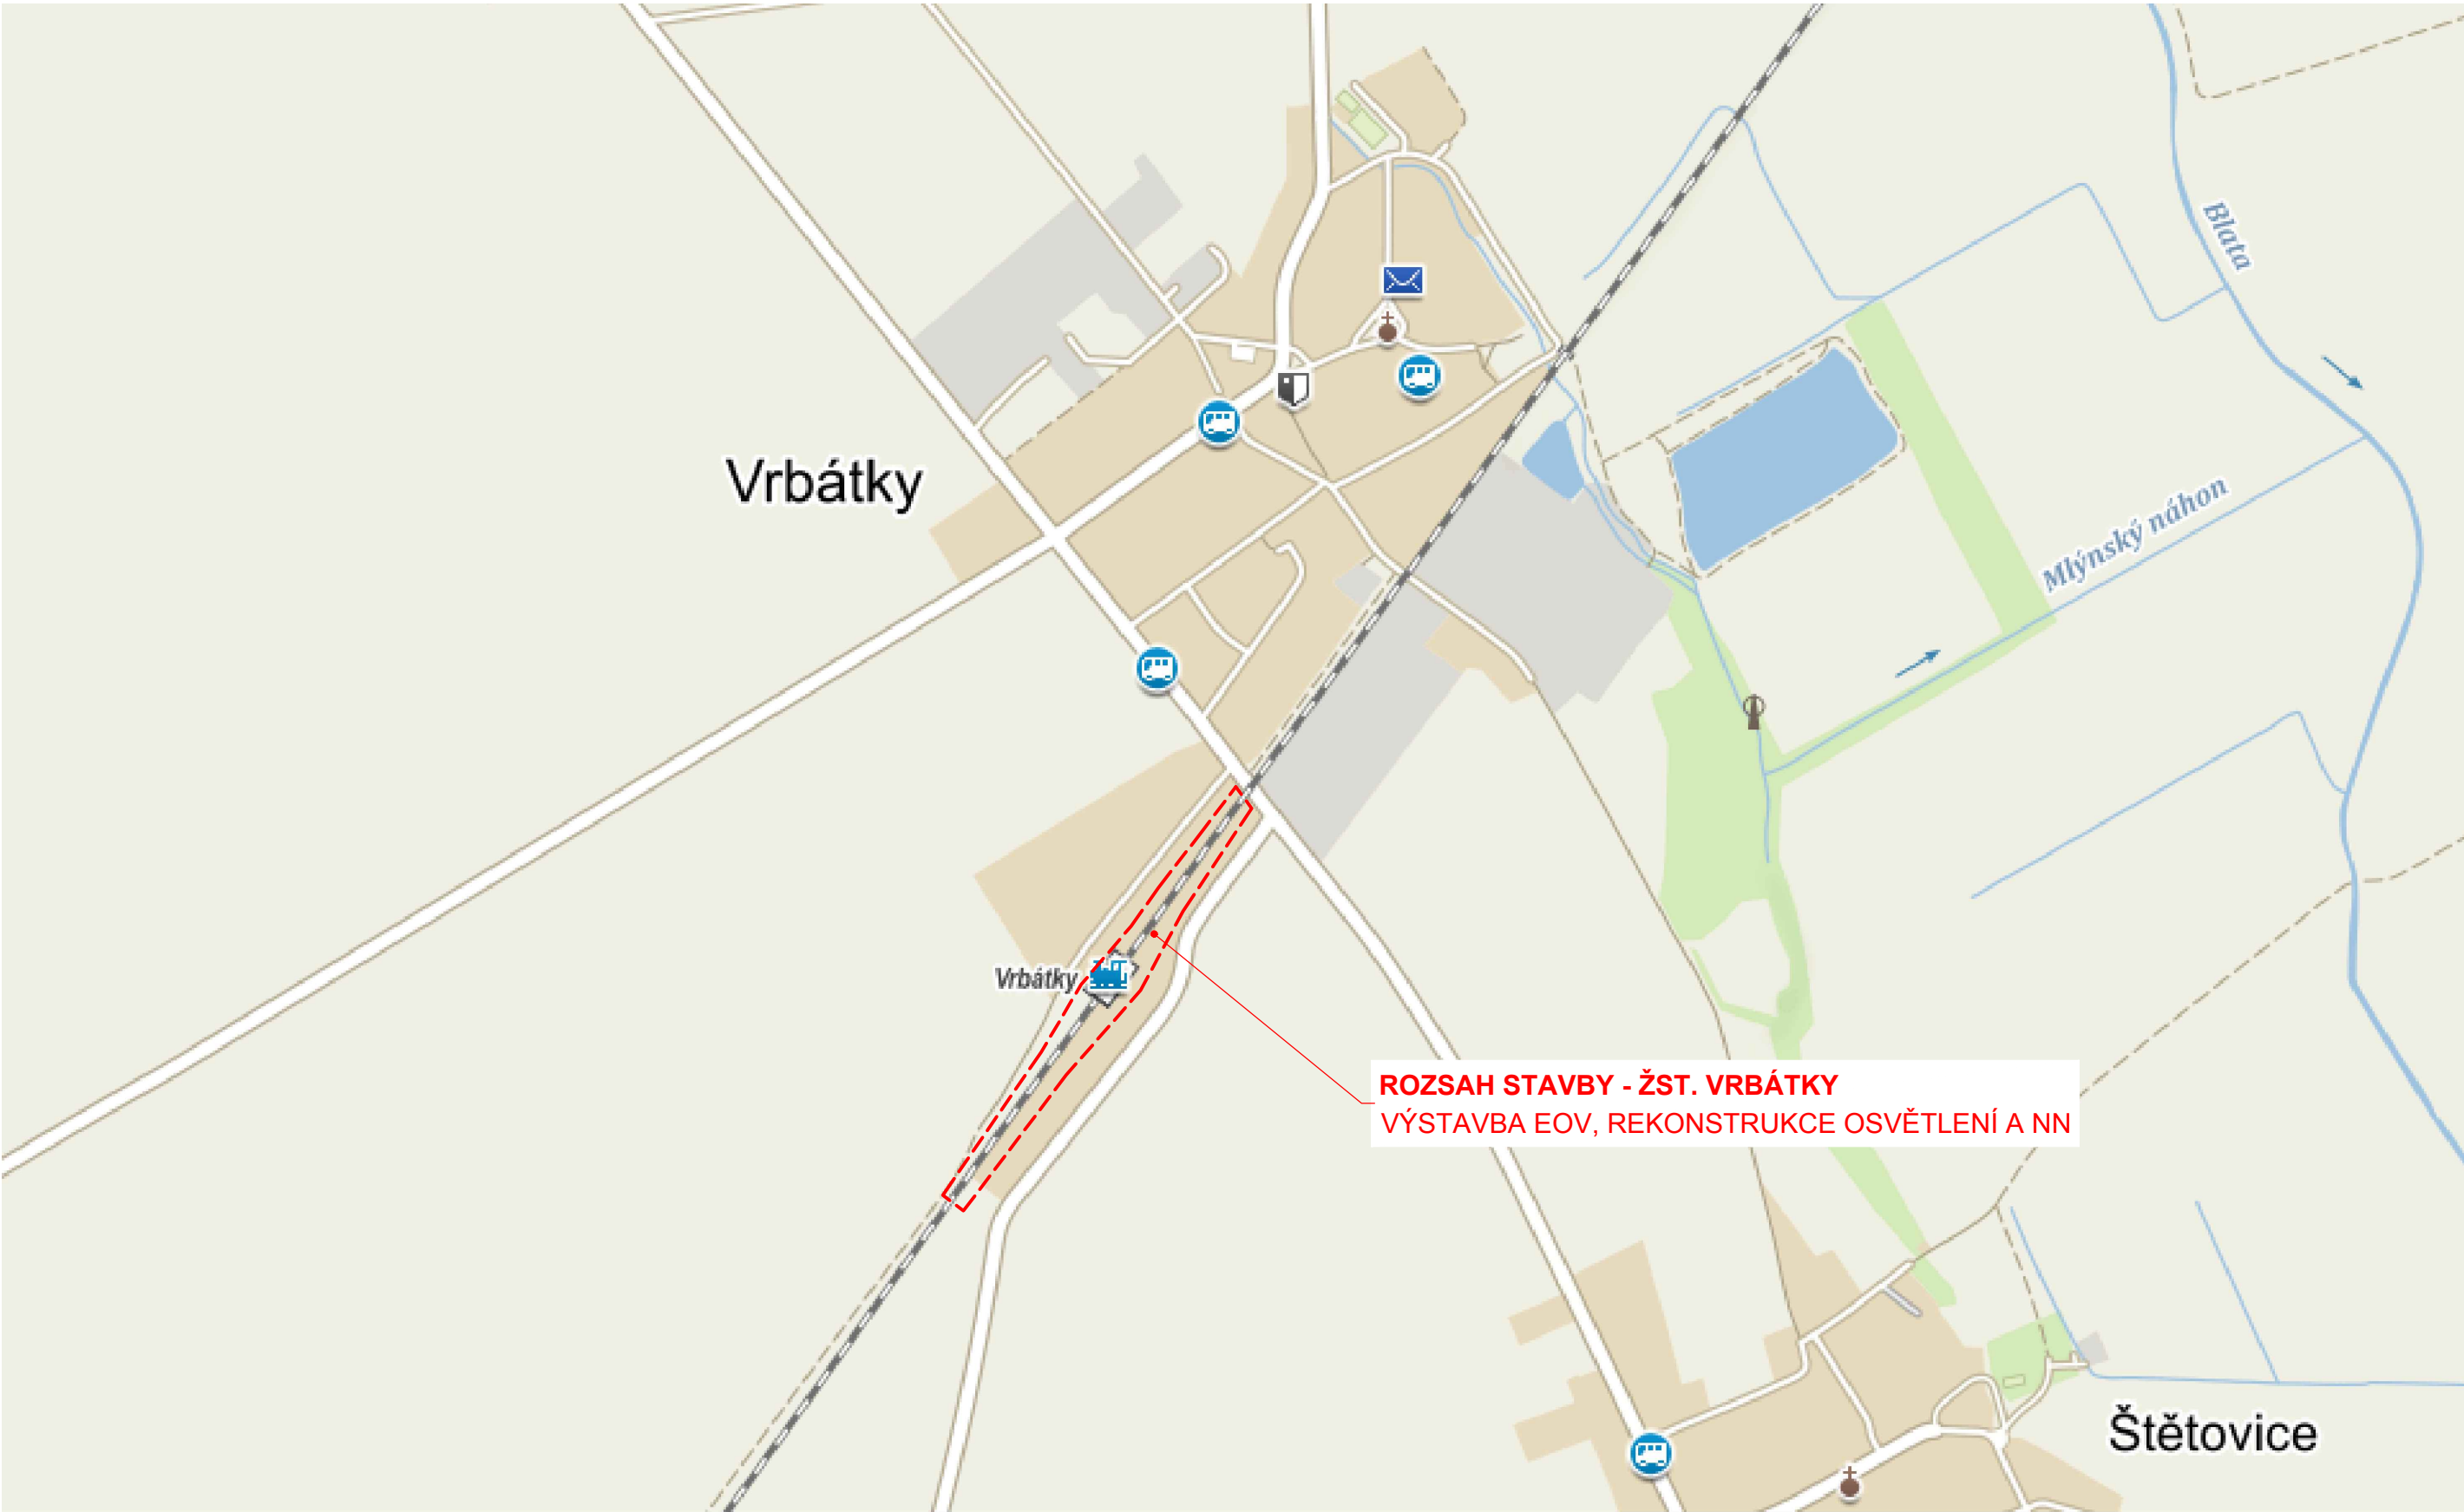 Blata
Vrbátky
Mlýnský náhon
Vrbátky
ROZSAH STAVBY - ŽST. VRBÁTKY
VÝSTAVBA EOV, REKONSTRUKCE OSVĚTLENÍ A NN
Štětovice